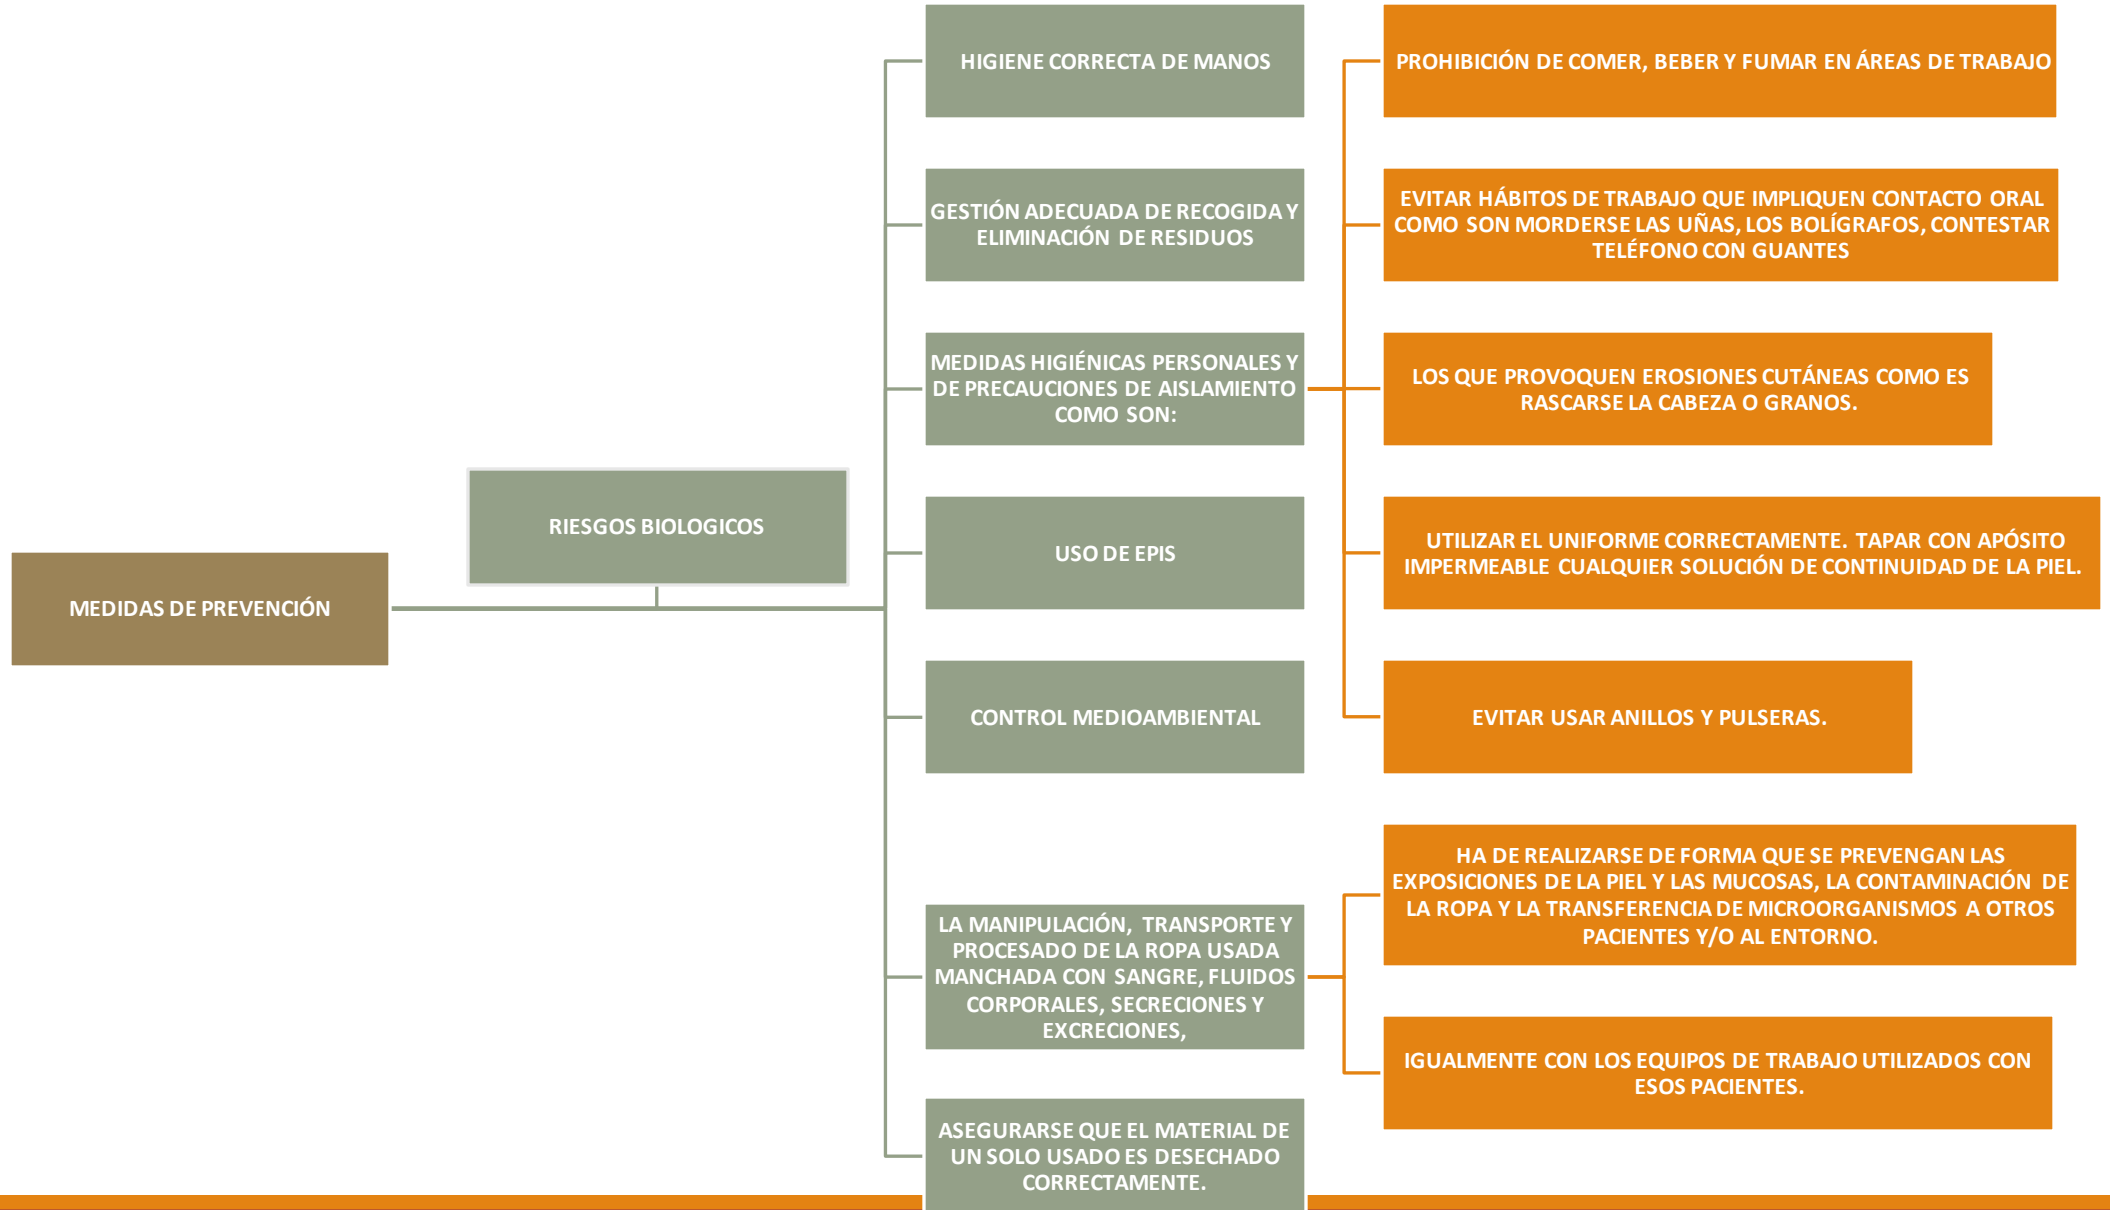 MEDIDAS DE PREVENCIÓN
RIESGOS BIOLOGICOS
HIGIENE CORRECTA DE MANOS
GESTIÓN ADECUADA DE RECOGIDA Y
ELIMINACIÓN DE RESIDUOS
MEDIDAS HIGIÉNICAS PERSONALES Y
DE PRECAUCIONES DE AISLAMIENTO
COMO SON:
PROHIBICIÓN DE COMER, BEBER Y FUMAR EN ÁREAS DE TRABAJO
EVITAR HÁBITOS DE TRABAJO QUE IMPLIQUEN CONTACTO ORAL
COMO SON MORDERSE LAS UÑAS, LOS BOLÍGRAFOS, CONTESTAR
TELÉFONO CON GUANTES
LOS QUE PROVOQUEN EROSIONES CUTÁNEAS COMO ES
RASCARSE LA CABEZA O GRANOS.
UTILIZAR EL UNIFORME CORRECTAMENTE. TAPAR CON APÓSITO
IMPERMEABLE CUALQUIER SOLUCIÓN DE CONTINUIDAD DE LA PIEL.
EVITAR USAR ANILLOS Y PULSERAS.
USO DE EPIS
CONTROL MEDIOAMBIENTAL
LA MANIPULACIÓN, TRANSPORTE Y
PROCESADO DE LA ROPA USADA
MANCHADA CON SANGRE, FLUIDOS
CORPORALES, SECRECIONES Y
EXCRECIONES,
HA DE REALIZARSE DE FORMA QUE SE PREVENGAN LAS
EXPOSICIONES DE LA PIEL Y LAS MUCOSAS, LA CONTAMINACIÓN DE
LA ROPA Y LA TRANSFERENCIA DE MICROORGANISMOS A OTROS
PACIENTES Y/O AL ENTORNO.
IGUALMENTE CON LOS EQUIPOS DE TRABAJO UTILIZADOS CON
ESOS PACIENTES.
ASEGURARSE QUE EL MATERIAL DE
UN SOLO USADO ES DESECHADO
CORRECTAMENTE.